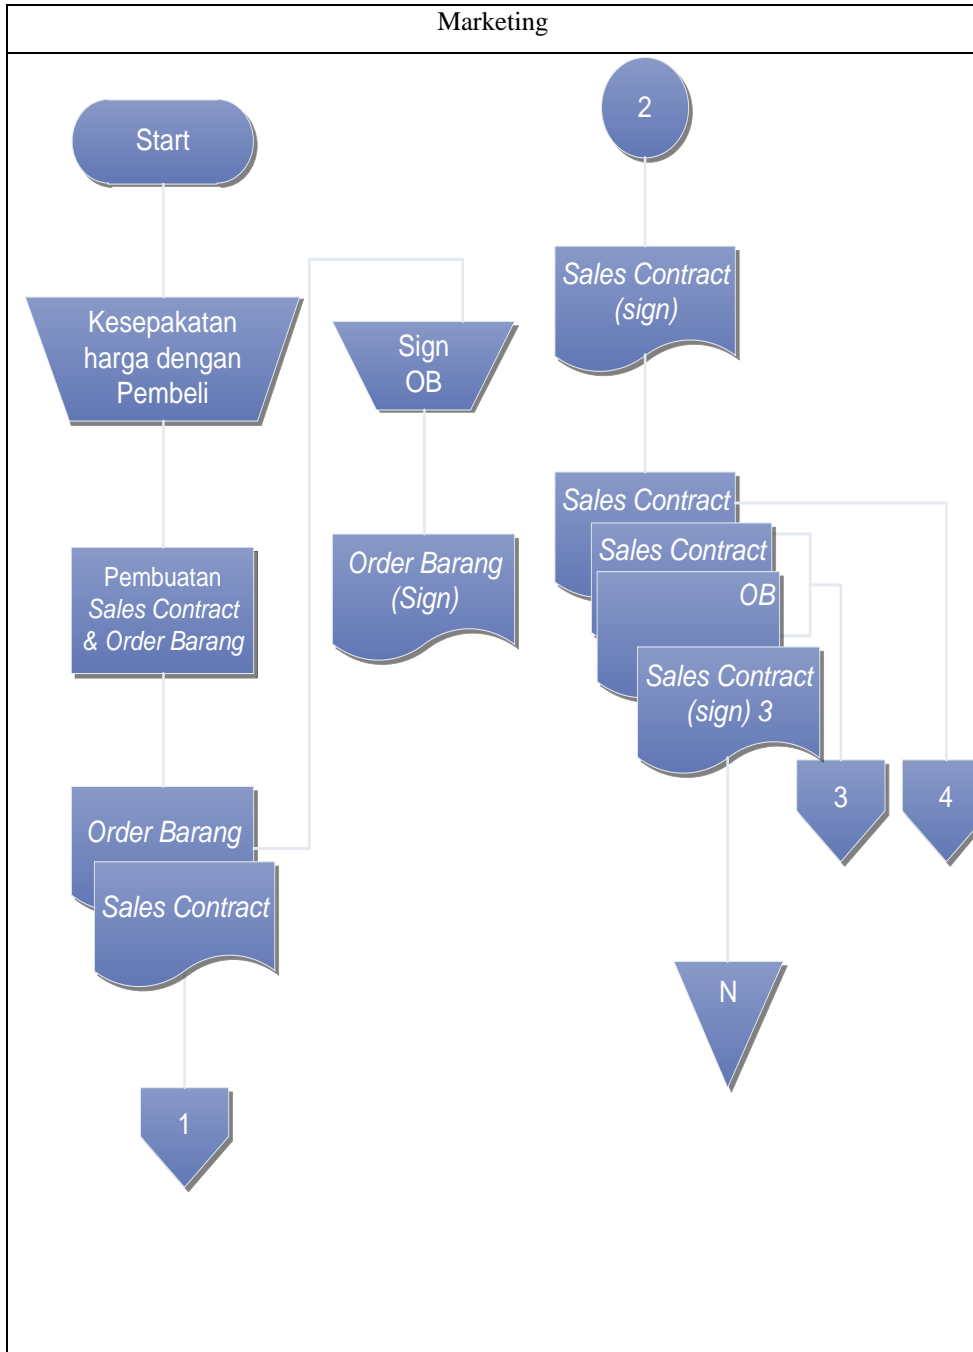 Marketing
Start
Kesepakatan
harga dengan
Pembeli
Pembuatan
Sales Contract
& Order Barang
Order Barang
Sales Contract
1
Sign
OB
Order Barang
(Sign)
2
Sales Contract
(sign)
Sales Contract
Sales Contract
OB
Sales Contract
(sign) 3
3
4
N